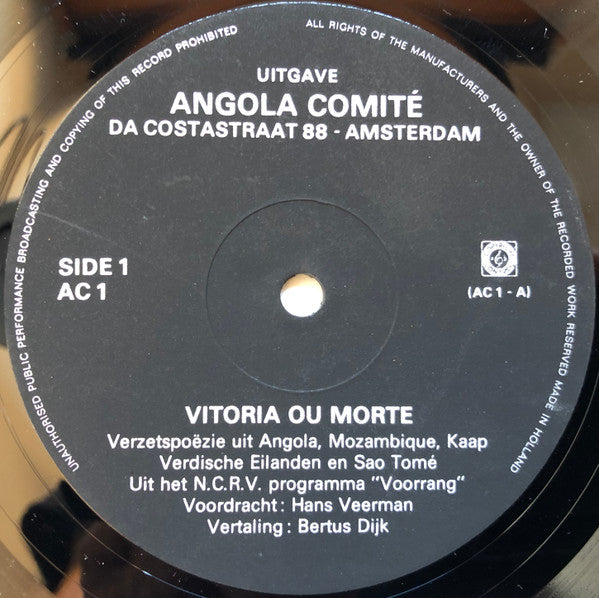 UNAUTHORISED PUBLIC PERFORMANCE BROADCASTING AND COPYING OF THIS RECORD PROHIBITED
ALL RIGHTS OF THE MANUFACTURERS AND THE OWNER OF THE RECORDED WORK RESERVED MADE IN HOLLAND
UITGAVE
ANGOLA COMITÉ
DA COSTASTRAAT 88 - AMSTERDAM
SIDE 1
AC 1
(AC 1 - A)
VITORIA OU MORTE
Verzetspoëzie uit Angola, Mozambique, Kaap
Verdische Eilanden en Sao Tomé
Uit het N.C.R.V. programma "Voorrang"
Voordracht: Hans Veerman
Vertaling: Bertus Dijk